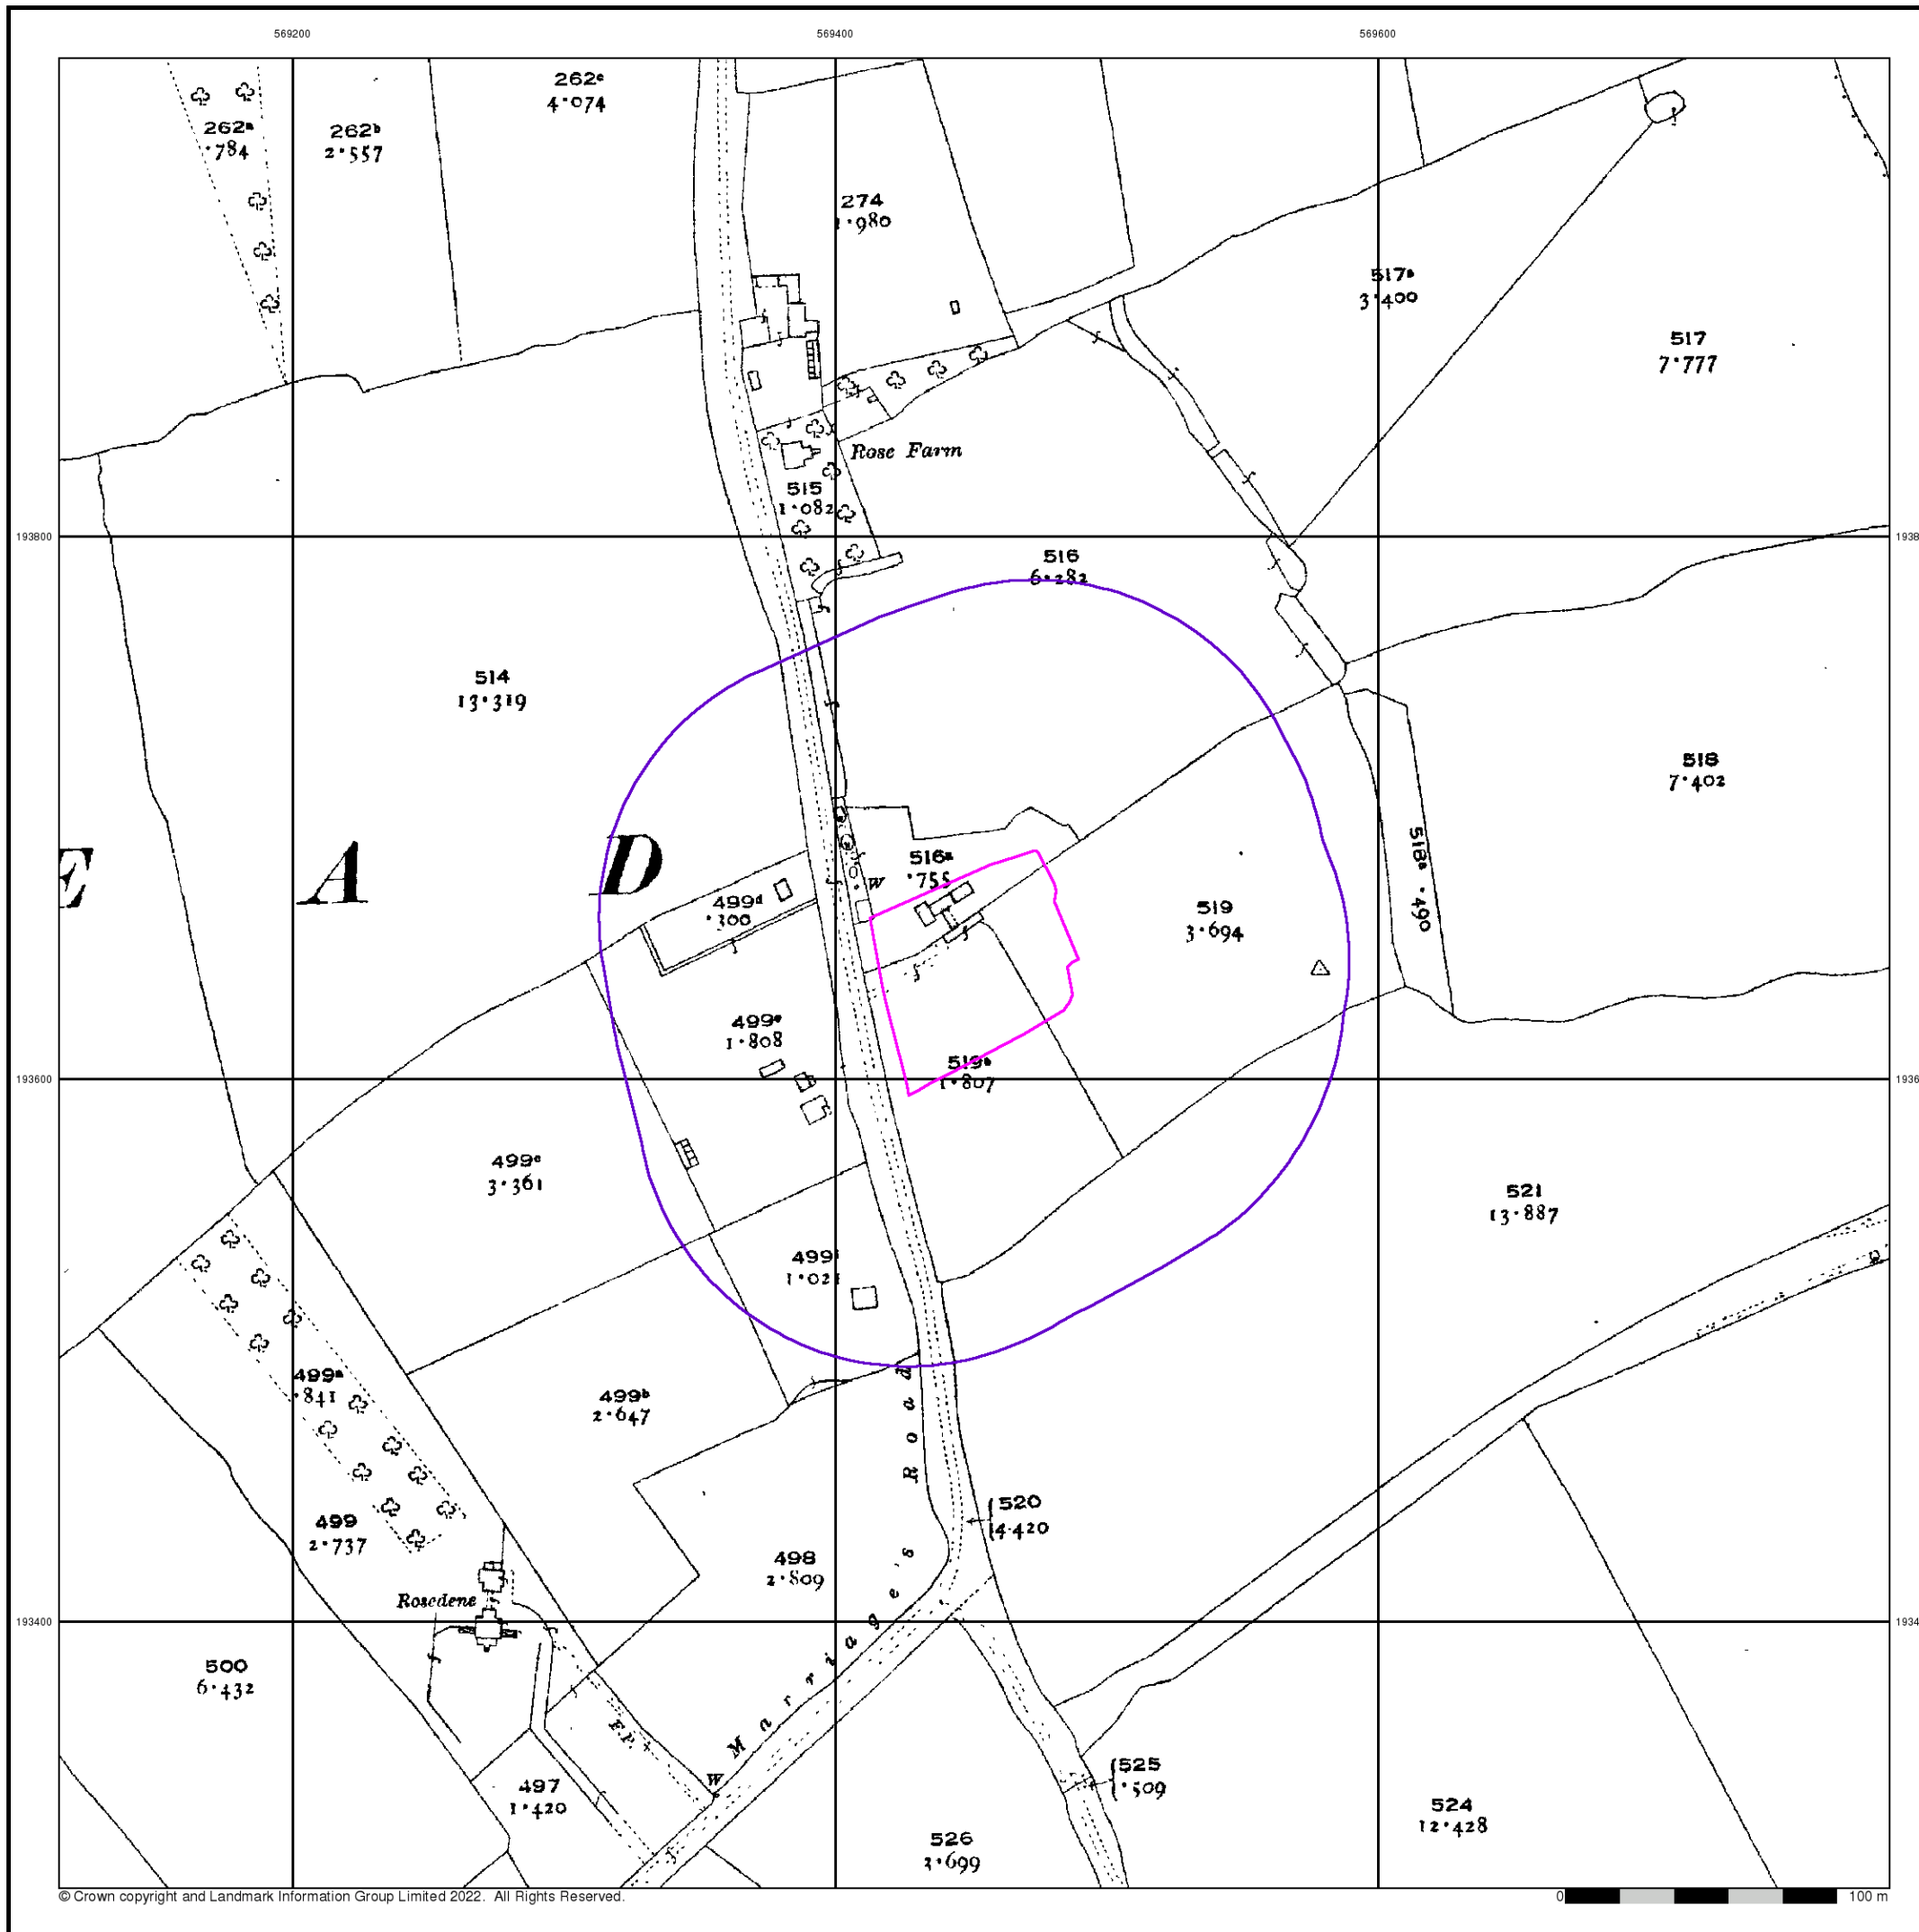 569200
569400
569600
262c
4·074
262a
·784
262b
2·557
274
1·980
517a
3·400
517
7·777
Rose Farm
515
1·082
193800
1938
516
6·282
514
13·319
518
7·402
518a ·490
E A D
516a
·755
W
499d
·300
519
3·694
499e
1·808
519a
1·807
193600
1936
499c
3·361
521
13·887
499f
1·021
499a
·841
499b
2·647
Marriage's Road
520
4·420
499
2·737
498
2·809
Rosedene
193400
1934
500
6·432
F.P.
W
497
1·420
525
1·509
524
12·428
526
© Crown copyright and Landmark Information Group Limited 2022. All Rights Reserved.
0
100 m